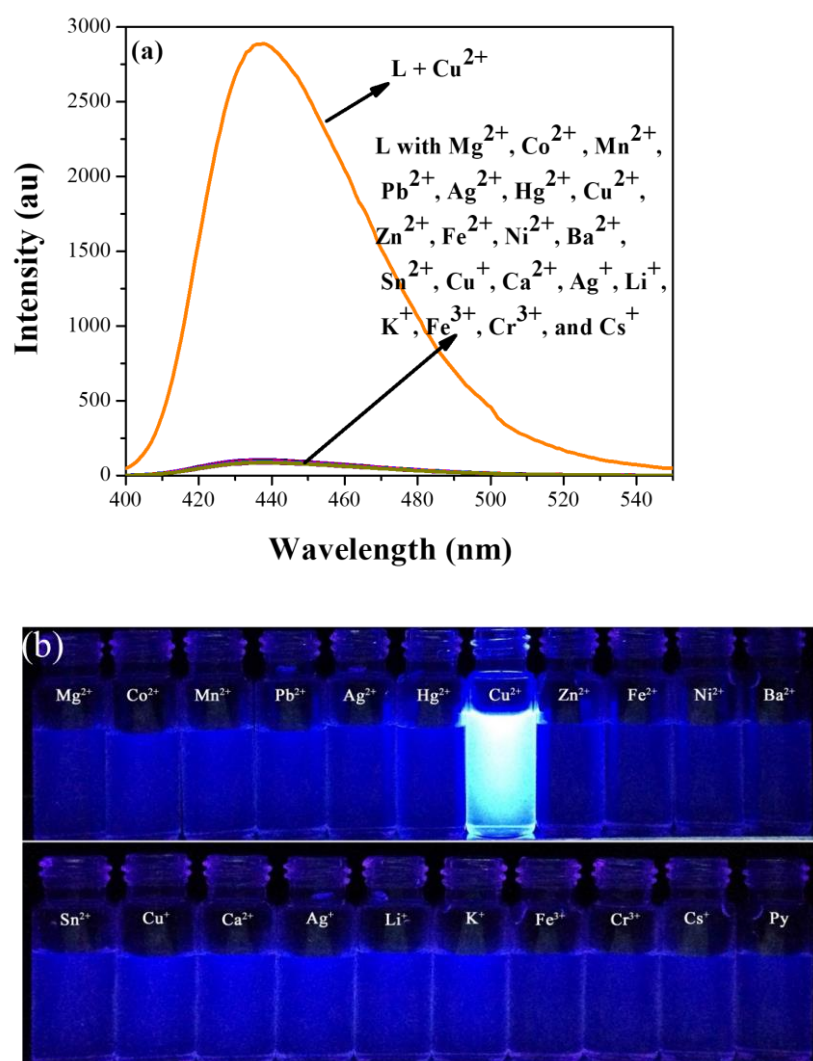 (a)
3000
2500
2000
1500
1000
500
0
Intensity (au)
L + Cu²⁺
L with Mg²⁺, Co²⁺ , Mn²⁺,
Pb²⁺, Ag²⁺, Hg²⁺, Cu²⁺,
Zn²⁺, Fe²⁺, Ni²⁺, Ba²⁺,
Sn²⁺, Cu⁺, Ca²⁺, Ag⁺, Li⁺,
K⁺, Fe³⁺, Cr³⁺, and Cs⁺
400 420 440 460 480 500 520 540
Wavelength (nm)
(b)
Mg²⁺ Co²⁺ Mn²⁺ Pb²⁺ Ag²⁺ Hg²⁺ Cu²⁺ Zn²⁺ Fe²⁺ Ni²⁺ Ba²⁺
Sn²⁺ Cu⁺ Ca²⁺ Ag⁺ Li⁺ K⁺ Fe³⁺ Cr³⁺ Cs⁺ Py